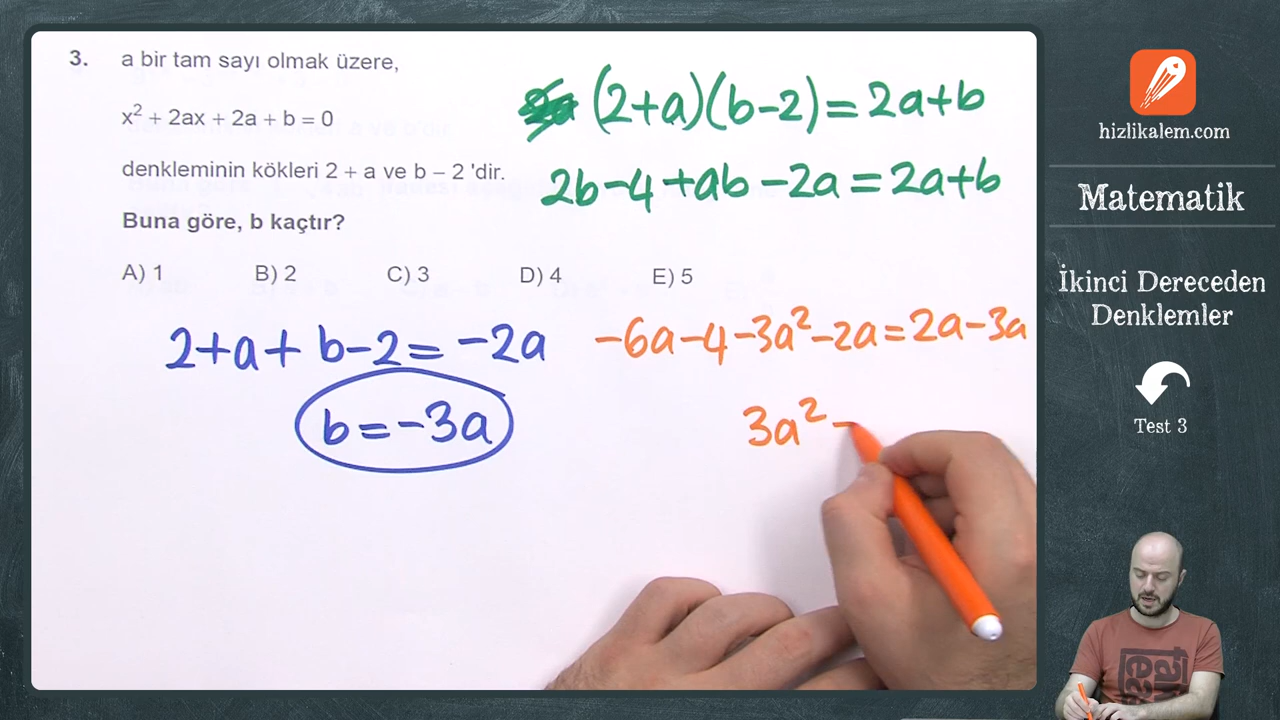 3. a bir tam sayı olmak üzere,
x² + 2ax + 2a + b = 0
denkleminin kökleri 2 + a ve b – 2 'dir.
Buna göre, b kaçtır?
A) 1 B) 2 C) 3 D) 4 E) 5
(2+a)(b-2)=2a+b
2b-4+ab-2a=2a+b
2+a+b-2=-2a
b=-3a
-6a-4-3a²-2a=2a-3a
3a²-
hizlikalem.com
Matematik
İkinci Dereceden
Denklemler
Test 3